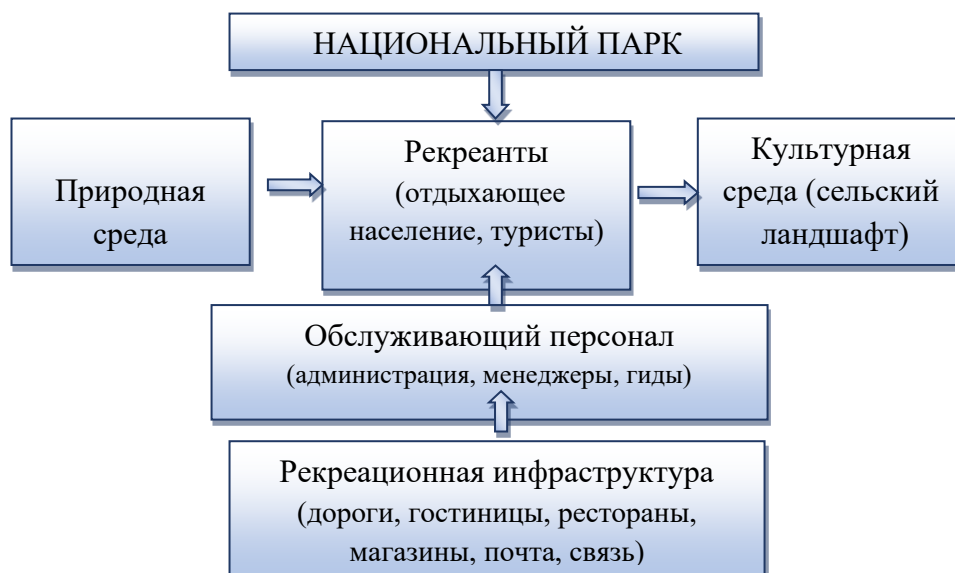 НАЦИОНАЛЬНЫЙ ПАРК
Природная
среда
Рекреанты
(отдыхающее
население, туристы)
Культурная
среда (сельский
ландшафт)
Обслуживающий персонал
(администрация, менеджеры, гиды)
Рекреационная инфраструктура
(дороги, гостиницы, рестораны,
магазины, почта, связь)